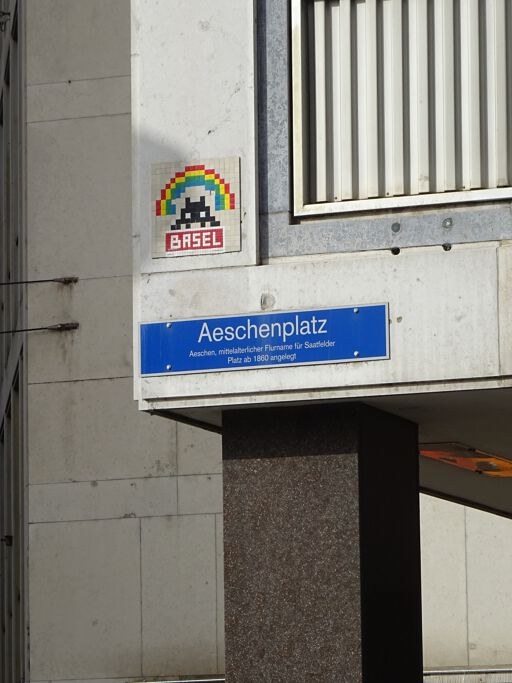 BASEL
Aeschenplatz
Aeschen, mittelalterlicher Flurname für Saatfelder
Platz ab 1860 angelegt